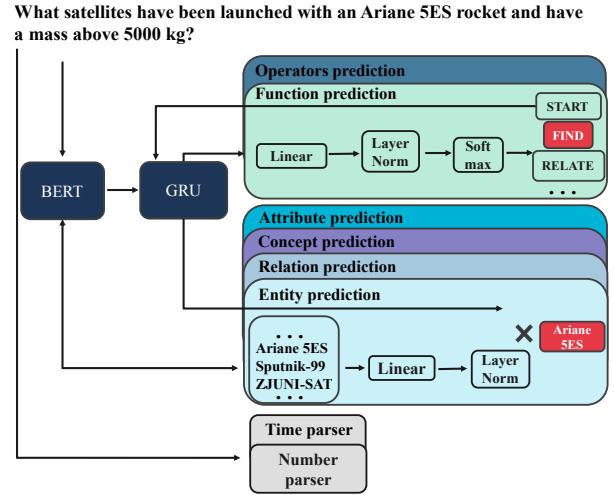 What satellites have been launched with an Ariane 5ES rocket and have
a mass above 5000 kg?
Operators prediction
Function prediction
START
FIND
RELATE
. . .
Linear
Layer
Norm
Soft
max
BERT
GRU
Attribute prediction
Concept prediction
Relation prediction
Entity prediction
. . .
Ariane 5ES
Sputnik-99
ZJUNI-SAT
. . .
Linear
Layer
Norm
×
Ariane
5ES
Time parser
Number
parser